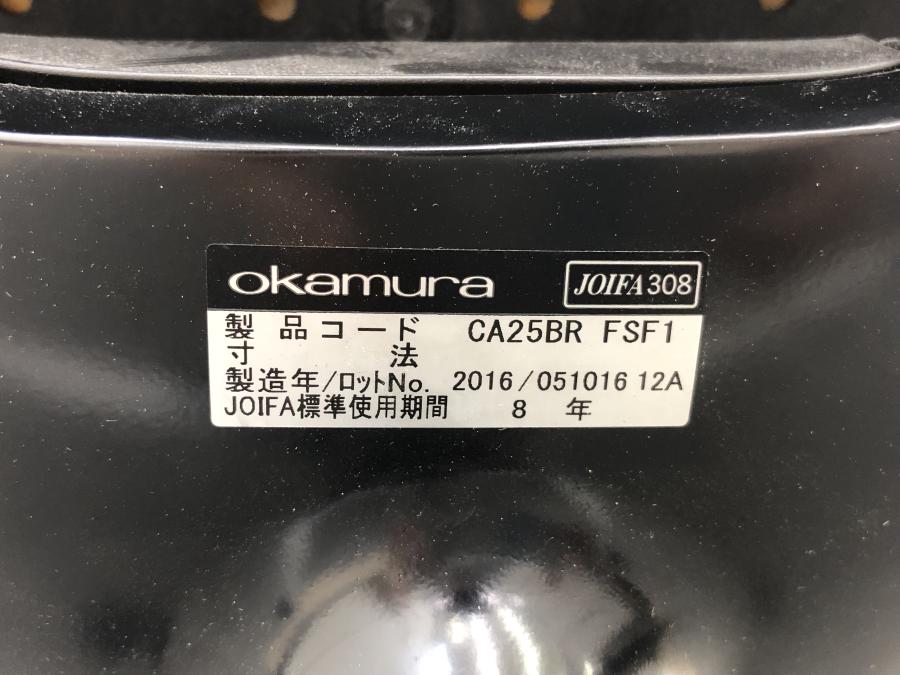 okamura JOIFA308
製品コード CA25BR FSF1
寸法
製造年/ロットNo. 2016/051016 12A
JOIFA標準使用期間 8 年